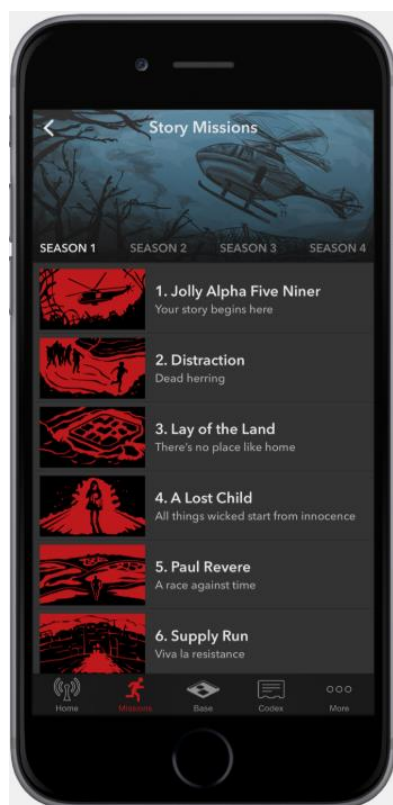 Story Missions
SEASON 1 SEASON 2 SEASON 3 SEASON 4
1. Jolly Alpha Five Niner
Your story begins here
2. Distraction
Dead herring
3. Lay of the Land
There's no place like home
4. A Lost Child
All things wicked start from innocence
5. Paul Revere
A race against time
6. Supply Run
Viva la resistance
Home Missions Base Codex More